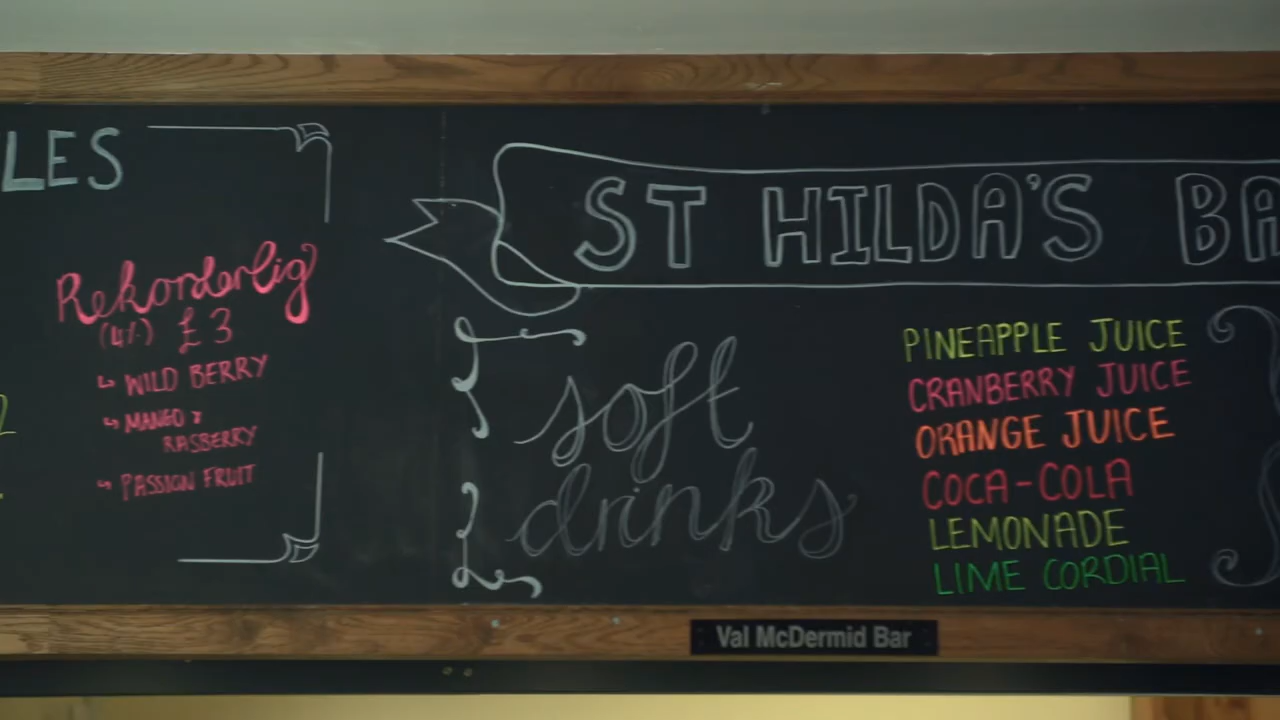 LES
Rekorderlig
(4%) £3
↳ WILD BERRY
↳ MANGO &
RASBERRY
↳ PASSION FRUIT
ST HILDA'S BA
soft
drinks
PINEAPPLE JUICE
CRANBERRY JUICE
ORANGE JUICE
COCA-COLA
LEMONADE
LIME CORDIAL
Val McDermid Bar